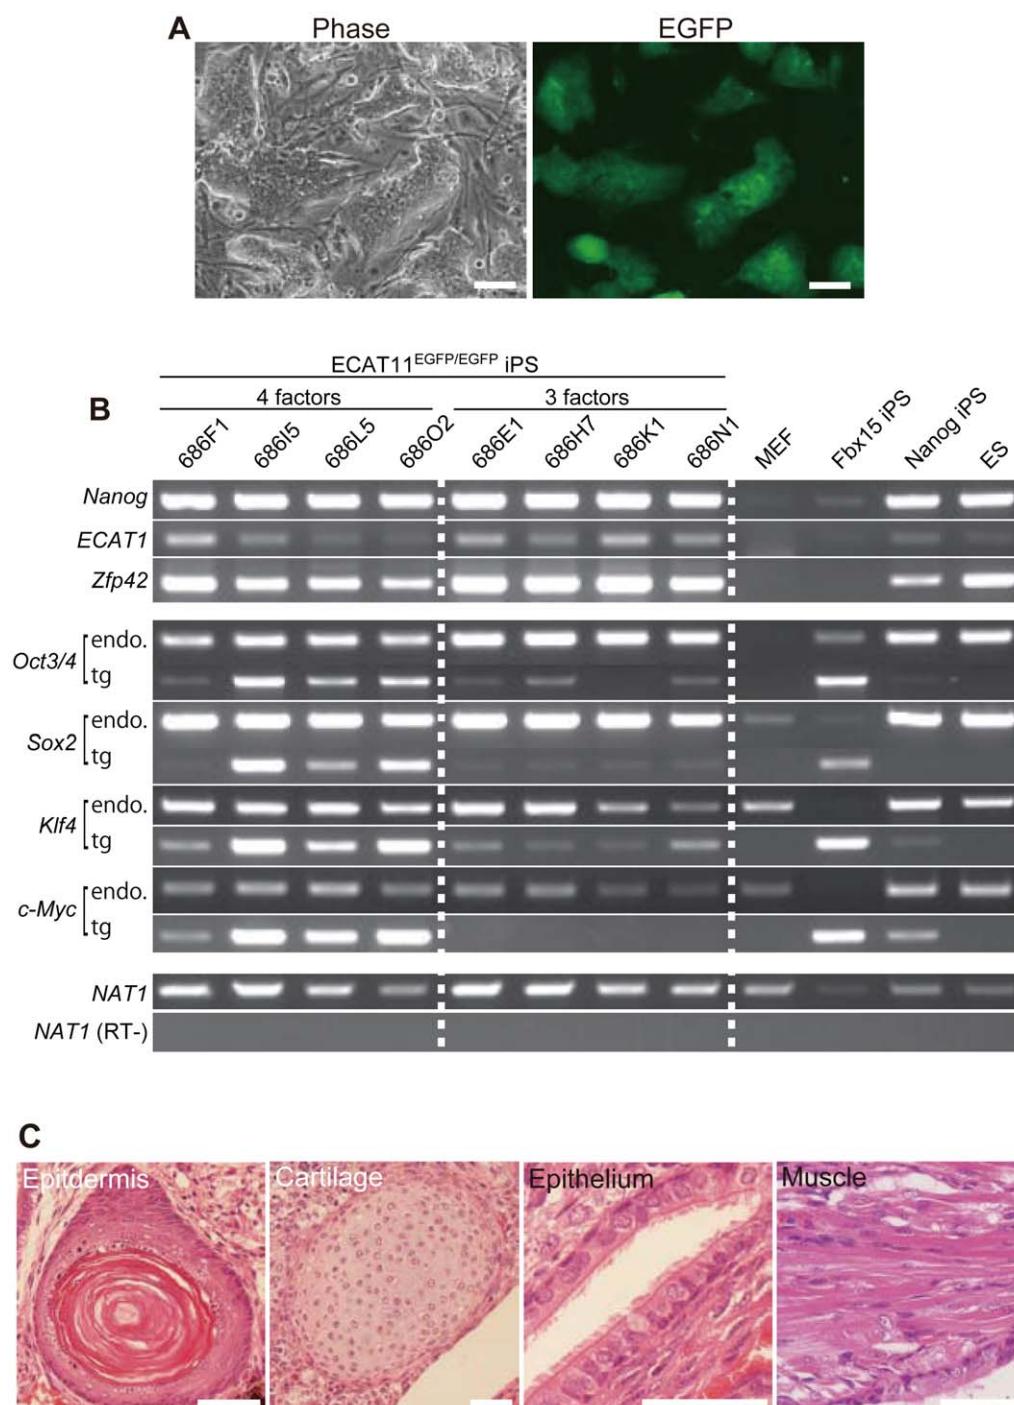 A Phase EGFP
ECAT11EGFP/EGFP iPS
B 4 factors 3 factors
686F1 686I5 686L5 686O2 686E1 686H7 686K1 686N1 MEF Fbx15 iPS Nanog iPS ES
Nanog
ECAT1
Zfp42
Oct3/4 endo.
tg
Sox2 endo.
tg
Klf4 endo.
tg
c-Myc endo.
tg
NAT1
NAT1 (RT-)
C
Epitdermis Cartilage Epithelium Muscle